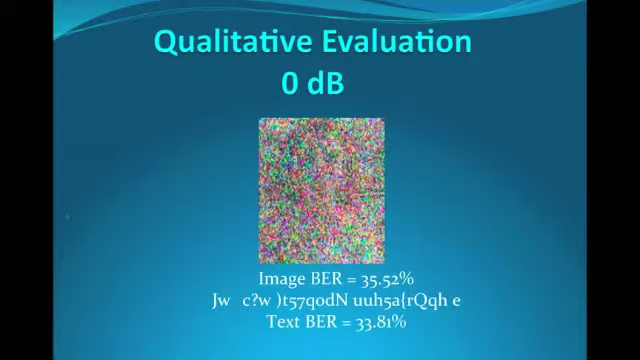 Qualitative Evaluation
0 dB
Image BER = 35.52%
Jw c?w )t57qodN uuh5a{rQqh e
Text BER = 33.81%